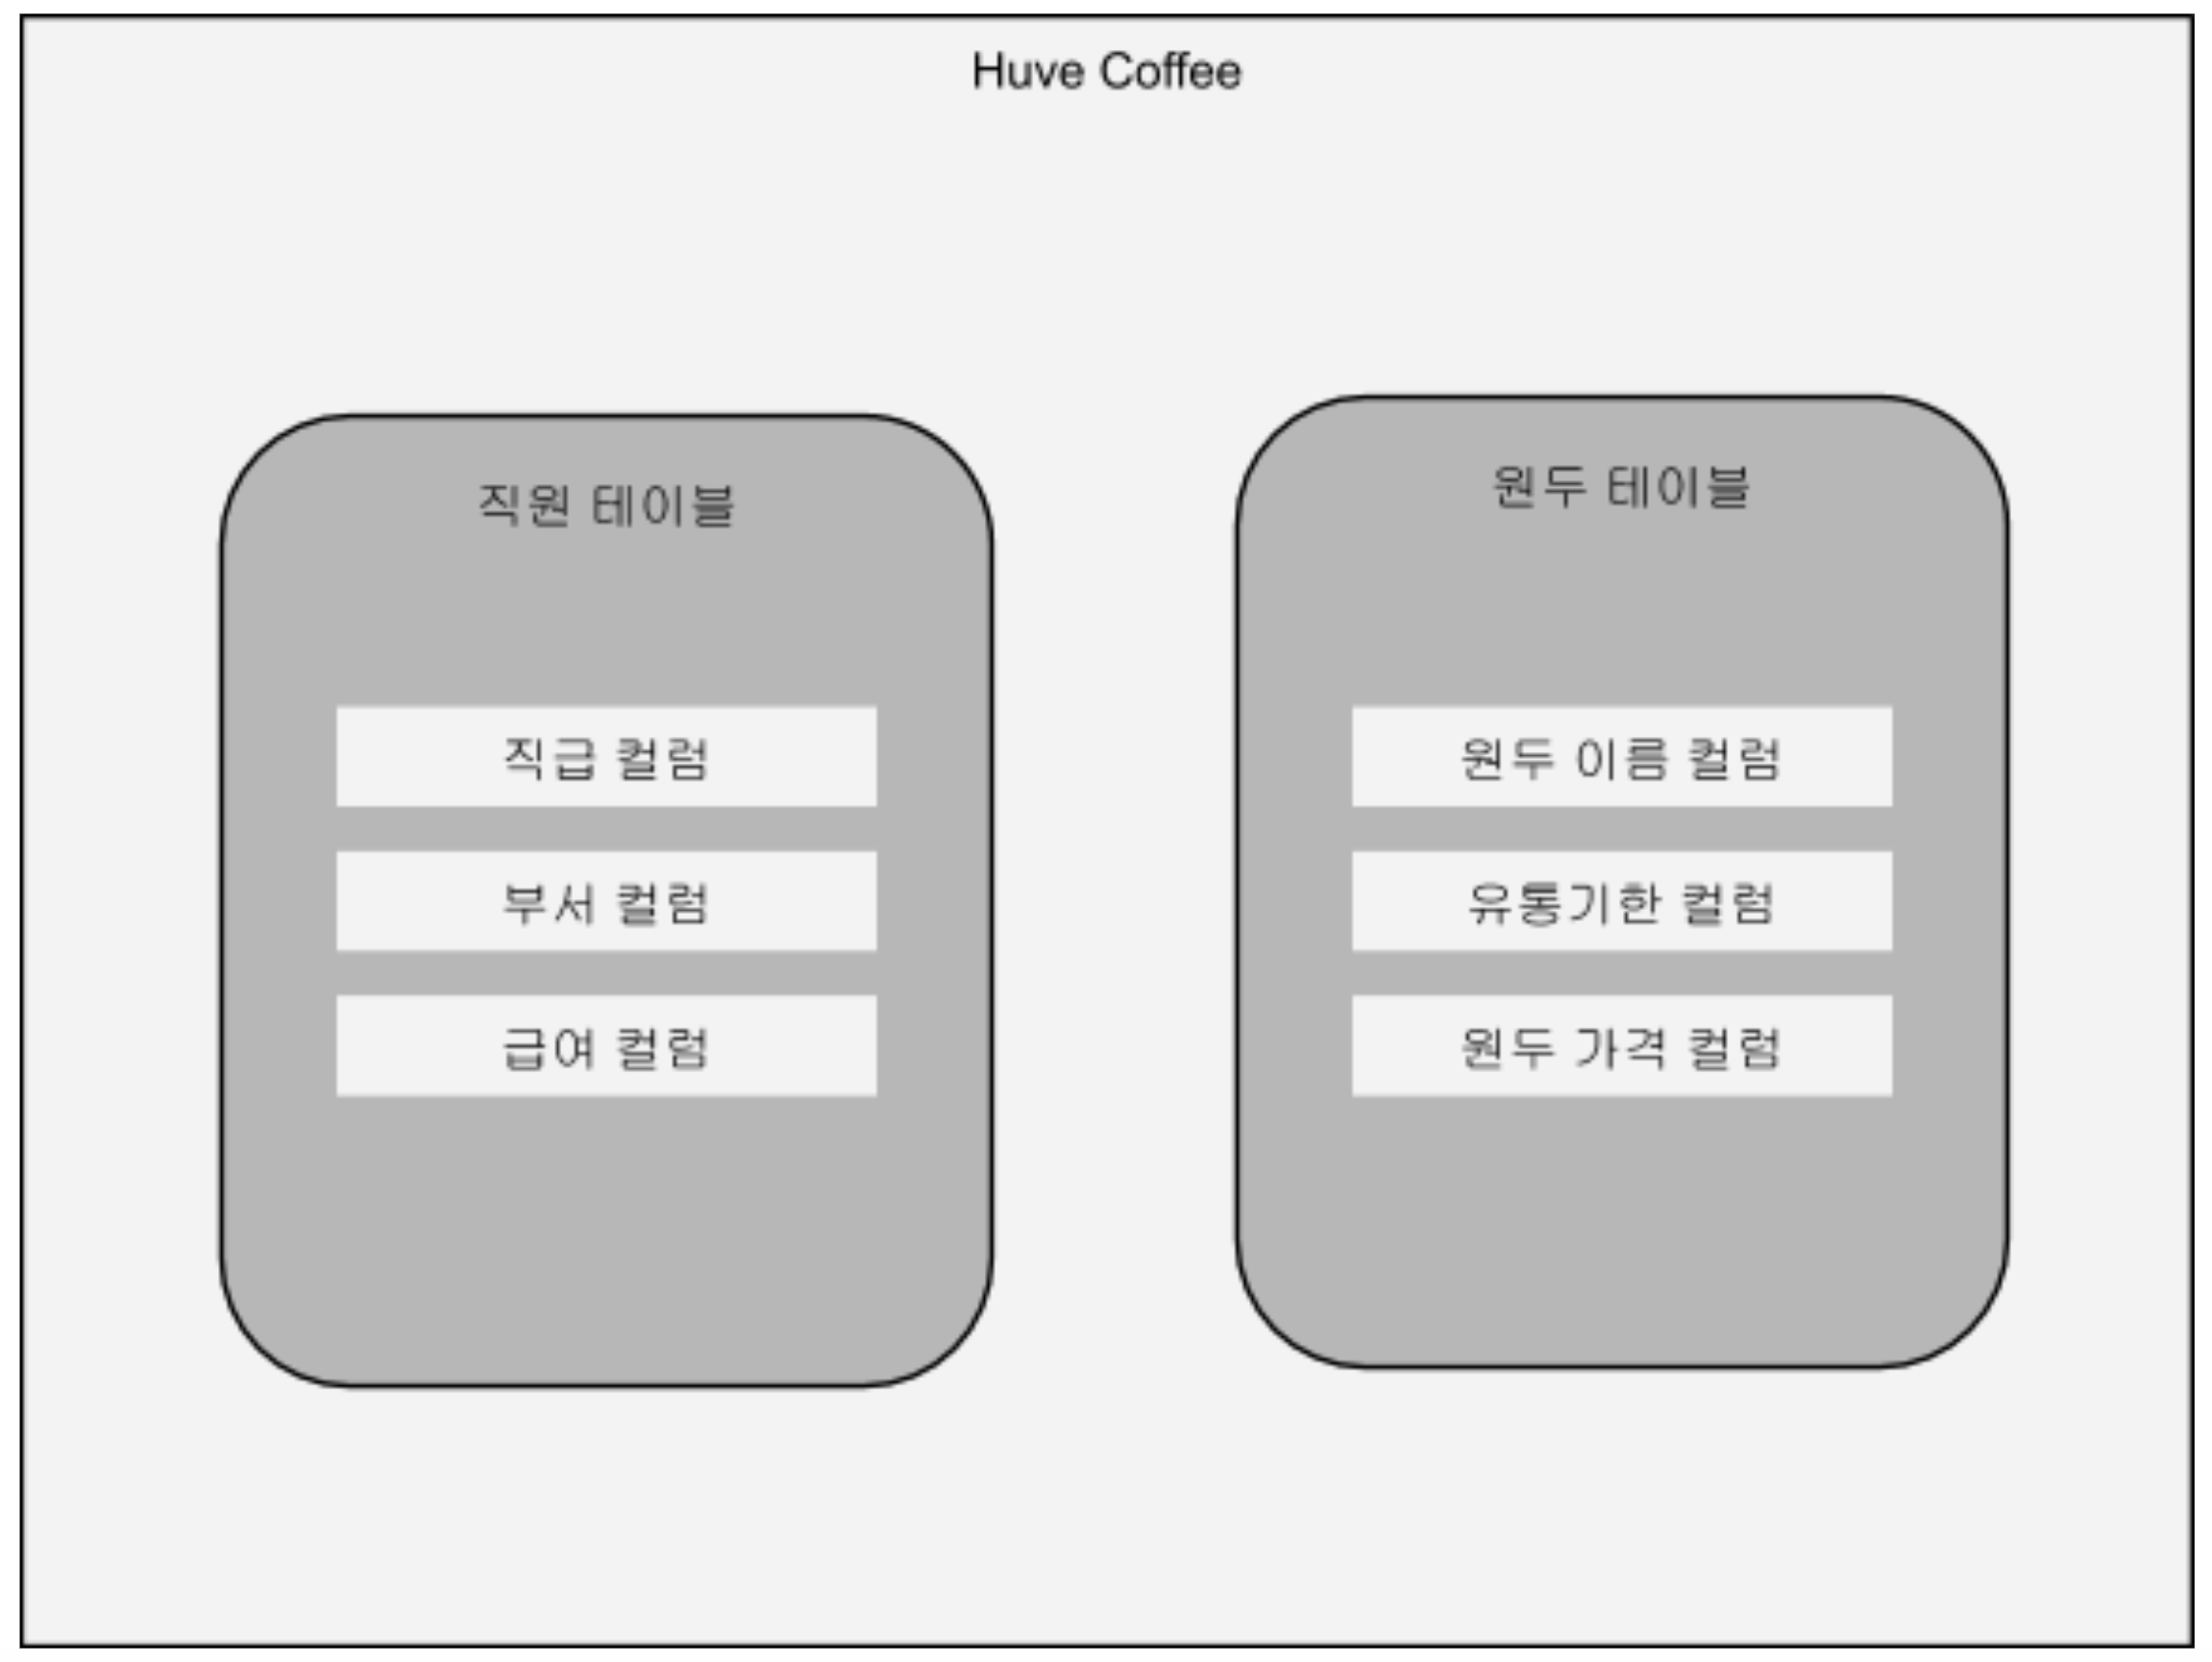 Huve Coffee
직원 테이블
직급 컬럼
부서 컬럼
급여 컬럼
원두 테이블
원두 이름 컬럼
유통기한 컬럼
원두 가격 컬럼